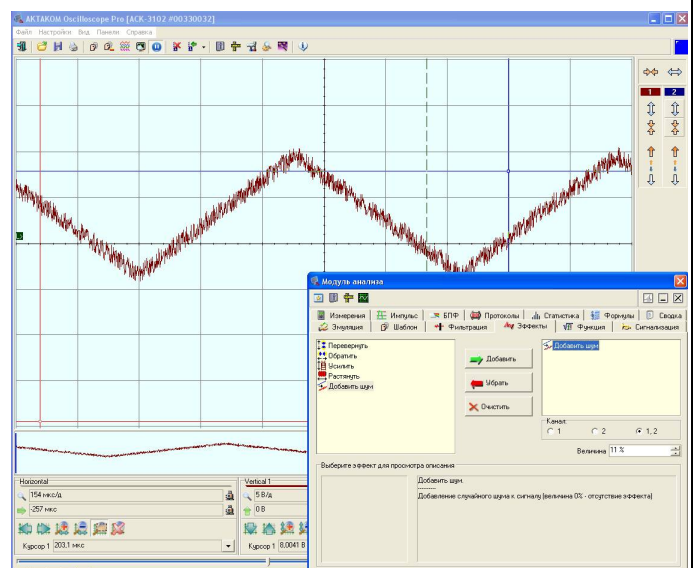 AKTAKOM Oscilloscope Pro [ACK-3102 #00330032]
Файл Настройки Вид Панели Справка
1 2
Модуль анализа
Измерения Импульс БПФ Протоколы Статистика Формулы Сводка
Эмуляция Шаблон Фильтрация Эффекты Функция Сигнализация
Перевернуть
Обратить
Усилить
Растянуть
Добавить шум
Добавить
Убрать
Очистить
Добавить шум
Канал:
1 2 1, 2
Величина 11 %
Выберите эффект для просмотра описания
Добавить шум.
---------
Добавление случайного шума к сигналу (величина 0% - отсутствие эффекта)
Horizontal
154 мкс/д
-257 мкс
Курсор 1 203,1 мкс
Vertical 1
5 В/д
0 В
Курсор 1 8.0041 В